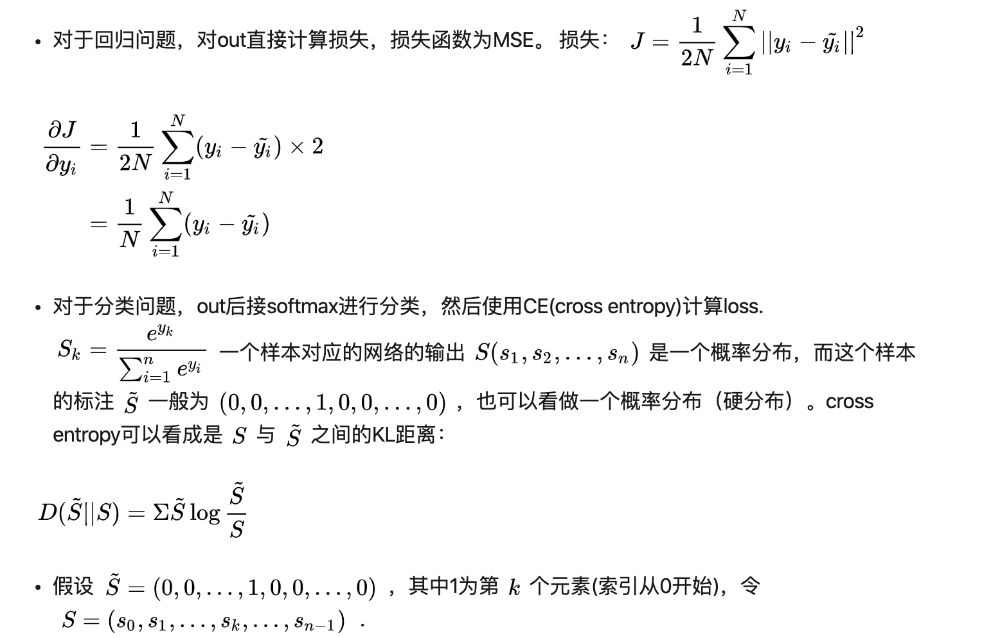 • 对于回归问题，对out直接计算损失，损失函数为MSE。 损失： $J = \frac{1}{2N}\sum_{i=1}^{N}||y_i - \tilde{y_i}||^2$
$\frac{\partial J}{\partial y_i} = \frac{1}{2N}\sum_{i=1}^{N}(y_i - \tilde{y_i}) \times 2$
$= \frac{1}{N}\sum_{i=1}^{N}(y_i - \tilde{y_i})$
• 对于分类问题，out后接softmax进行分类，然后使用CE(cross entropy)计算loss.
$S_k = \frac{e^{y_k}}{\sum_{i=1}^{n} e^{y_i}}$ 一个样本对应的网络的输出 $S(s_1, s_2, \ldots, s_n)$ 是一个概率分布，而这个样本
的标注 $\tilde{S}$ 一般为 $(0, 0, \ldots, 1, 0, 0, \ldots, 0)$ ，也可以看做一个概率分布（硬分布）。cross
entropy可以看成是 $S$ 与 $\tilde{S}$ 之间的KL距离：
$D(\tilde{S}||S) = \Sigma \tilde{S} \log \frac{\tilde{S}}{S}$
• 假设 $\tilde{S} = (0, 0, \ldots, 1, 0, 0, \ldots, 0)$ ，其中1为第 $k$ 个元素(索引从0开始)，令
$S = (s_0, s_1, \ldots, s_k, \ldots, s_{n-1})$ .